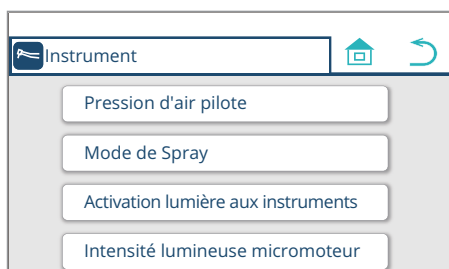 Instrument
Pression d'air pilote
Mode de Spray
Activation lumière aux instruments
Intensité lumineuse micromoteur